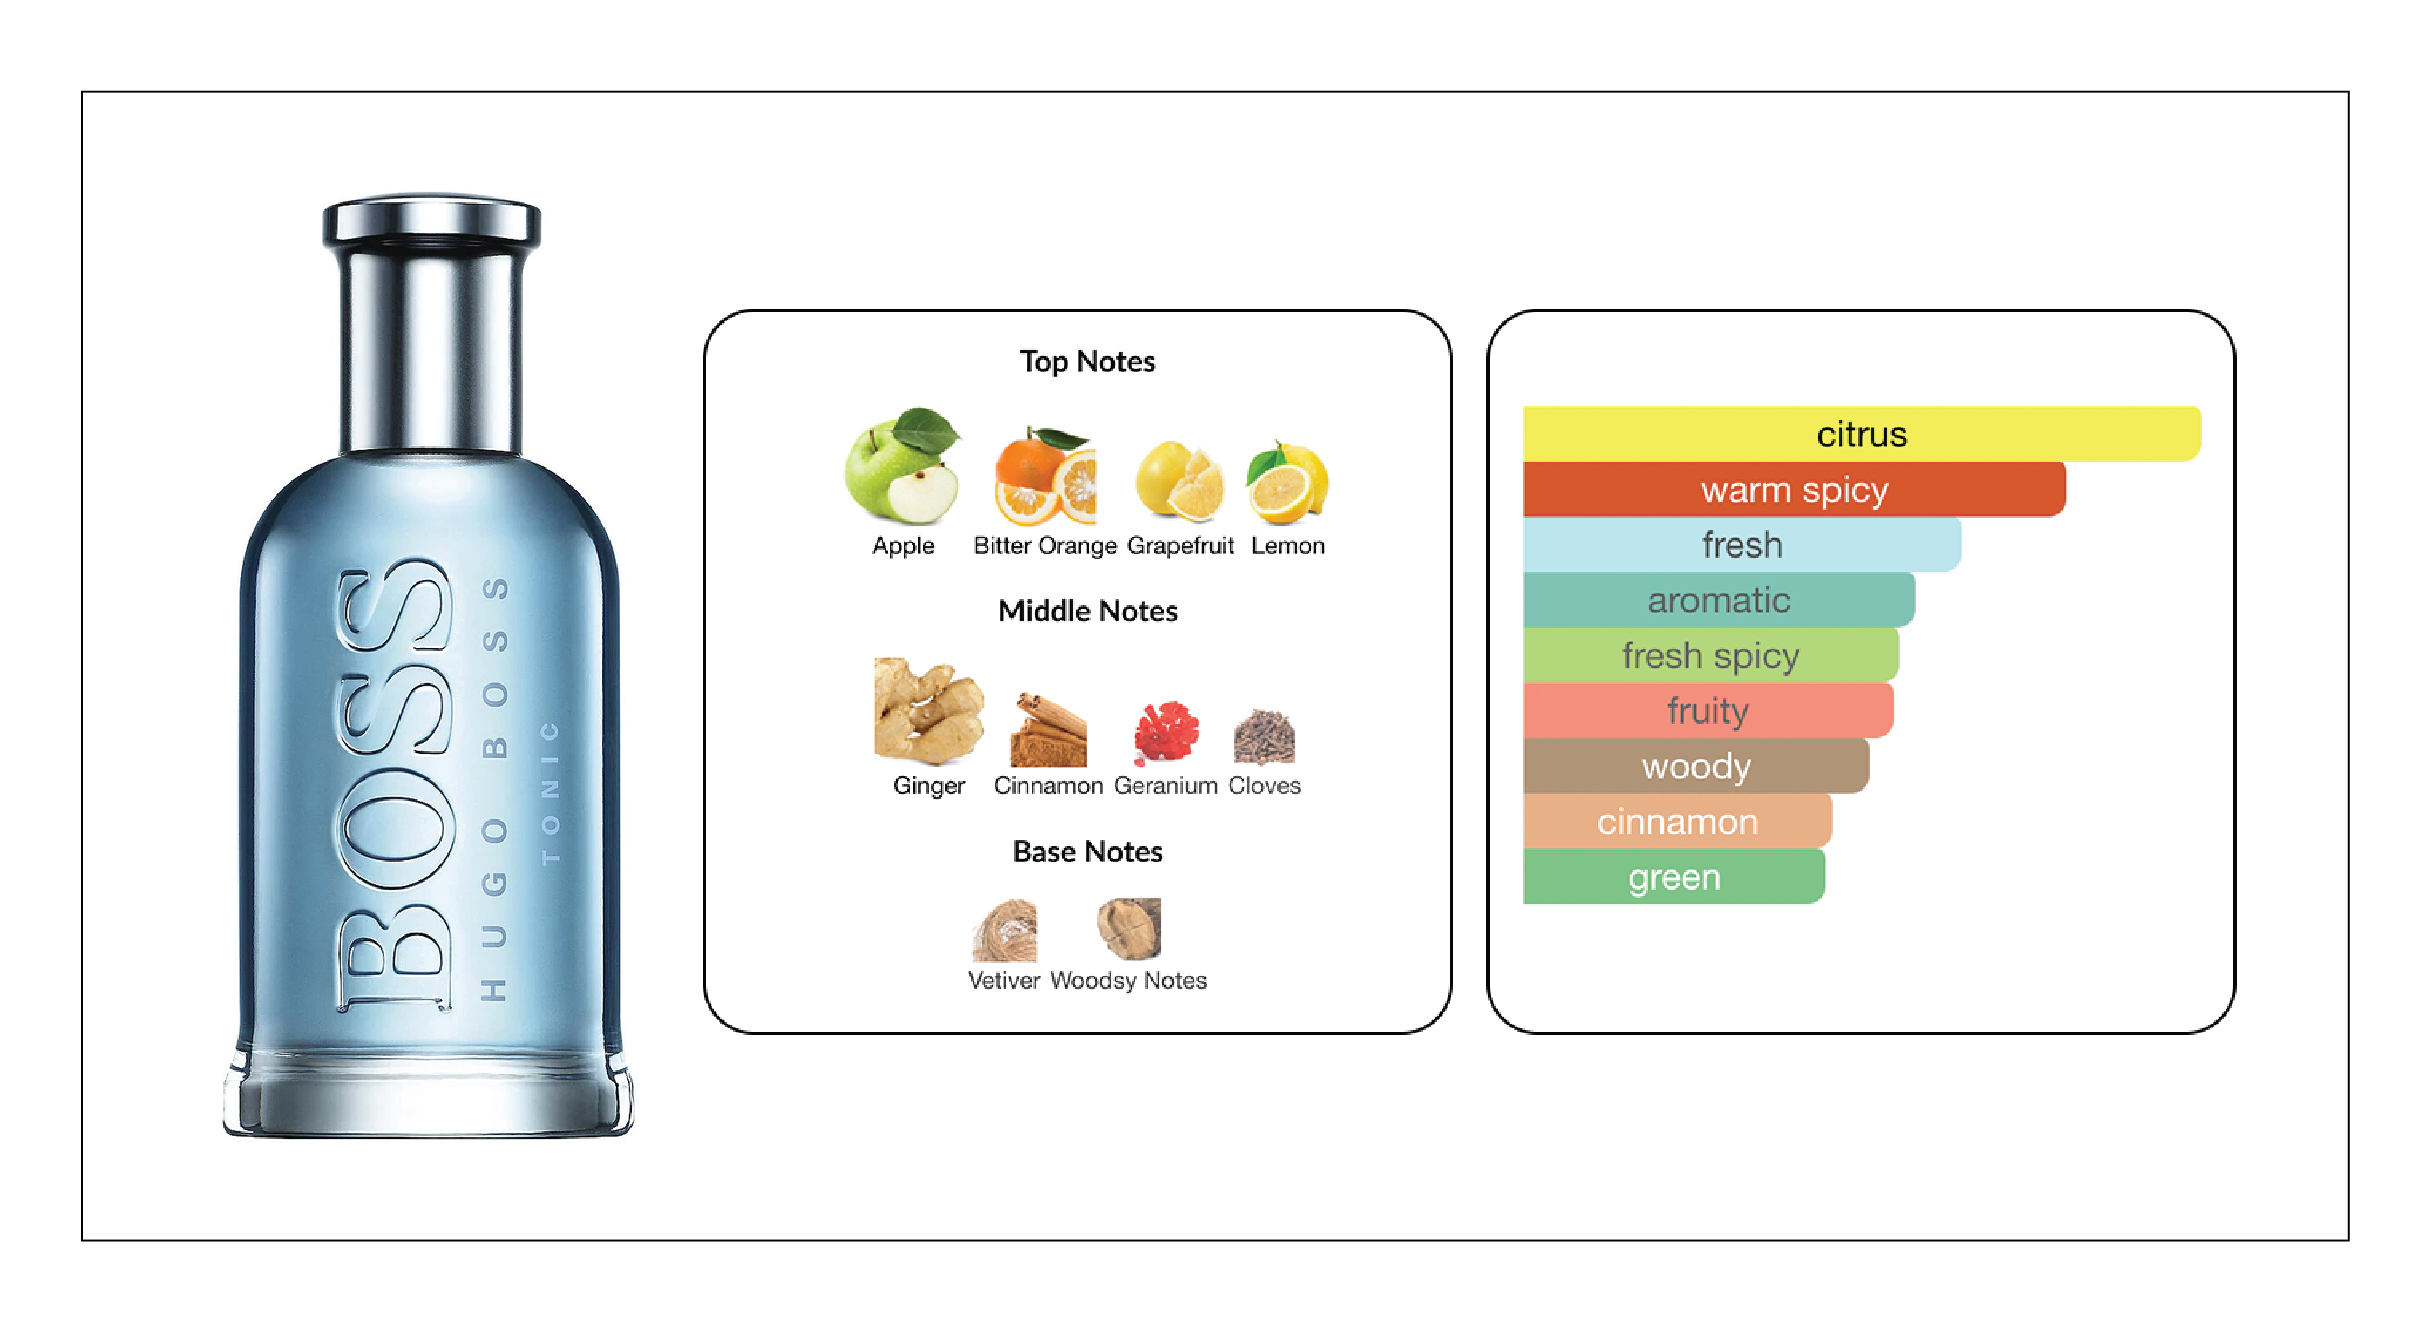 BOSS
HUGO BOSS
TONIC
Top Notes
Apple Bitter Orange Grapefruit Lemon
Middle Notes
Ginger Cinnamon Geranium Cloves
Base Notes
Vetiver Woodsy Notes
citrus
warm spicy
fresh
aromatic
fresh spicy
fruity
woody
cinnamon
green